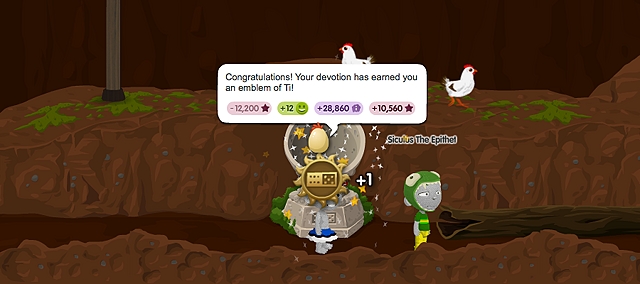 Congratulations! Your devotion has earned you
an emblem of Ti!
-12,200 +12 +28,860 +10,560
Siculus The Epithet
+1